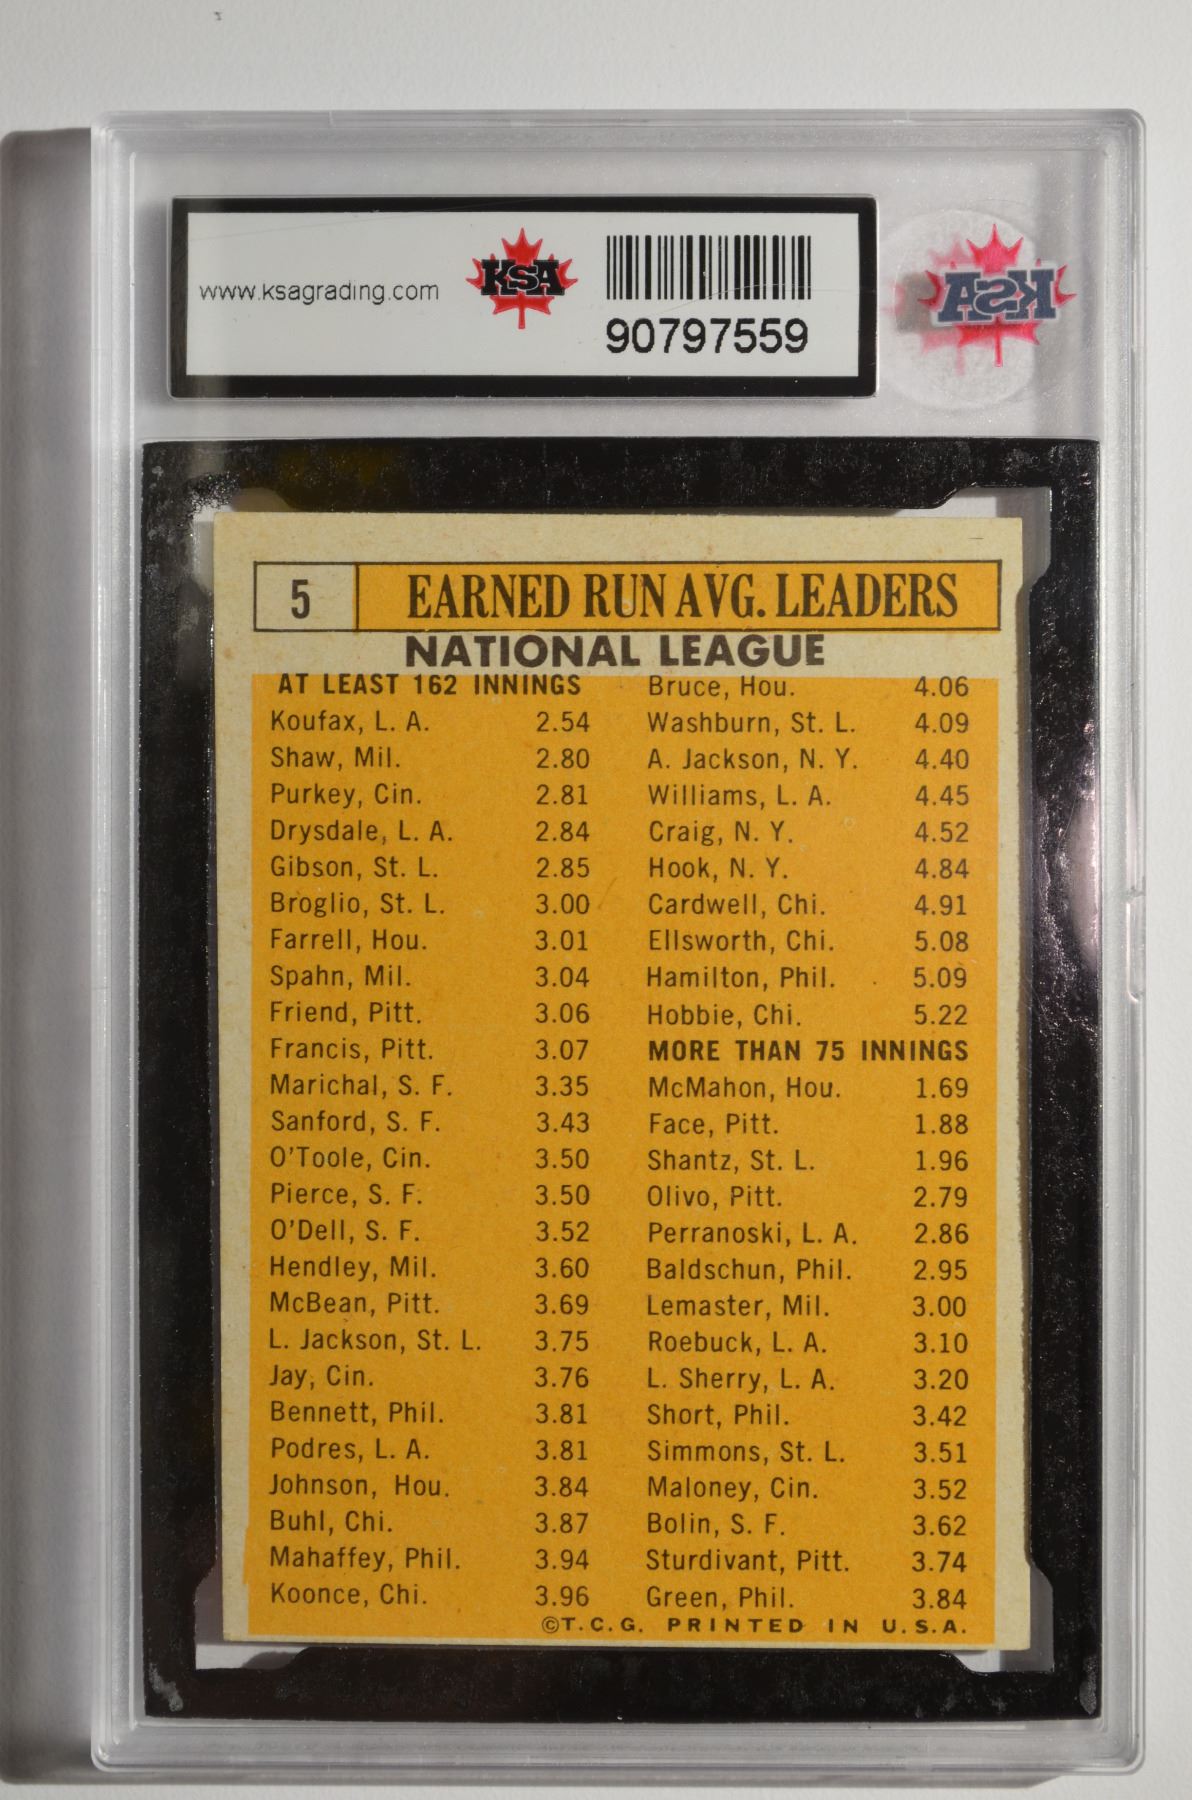 www.ksagrading.com
KSA
90797559
KSA
5
EARNED RUN AVG. LEADERS
NATIONAL LEAGUE
AT LEAST 162 INNINGS
Koufax, L. A. 2.54
Shaw, Mil. 2.80
Purkey, Cin. 2.81
Drysdale, L. A. 2.84
Gibson, St. L. 2.85
Broglio, St. L. 3.00
Farrell, Hou. 3.01
Spahn, Mil. 3.04
Friend, Pitt. 3.06
Francis, Pitt. 3.07
Marichal, S. F. 3.35
Sanford, S. F. 3.43
O'Toole, Cin. 3.50
Pierce, S. F. 3.50
O'Dell, S. F. 3.52
Hendley, Mil. 3.60
McBean, Pitt. 3.69
L. Jackson, St. L. 3.75
Jay, Cin. 3.76
Bennett, Phil. 3.81
Podres, L. A. 3.81
Johnson, Hou. 3.84
Buhl, Chi. 3.87
Mahaffey, Phil. 3.94
Koonce, Chi. 3.96
Bruce, Hou. 4.06
Washburn, St. L. 4.09
A. Jackson, N. Y. 4.40
Williams, L. A. 4.45
Craig, N. Y. 4.52
Hook, N. Y. 4.84
Cardwell, Chi. 4.91
Ellsworth, Chi. 5.08
Hamilton, Phil. 5.09
Hobbie, Chi. 5.22
MORE THAN 75 INNINGS
McMahon, Hou. 1.69
Face, Pitt. 1.88
Shantz, St. L. 1.96
Olivo, Pitt. 2.79
Perranoski, L. A. 2.86
Baldschun, Phil. 2.95
Lemaster, Mil. 3.00
Roebuck, L. A. 3.10
L. Sherry, L. A. 3.20
Short, Phil. 3.42
Simmons, St. L. 3.51
Maloney, Cin. 3.52
Bolin, S. F. 3.62
Sturdivant, Pitt. 3.74
Green, Phil. 3.84
©T.C.G. PRINTED IN U.S.A.